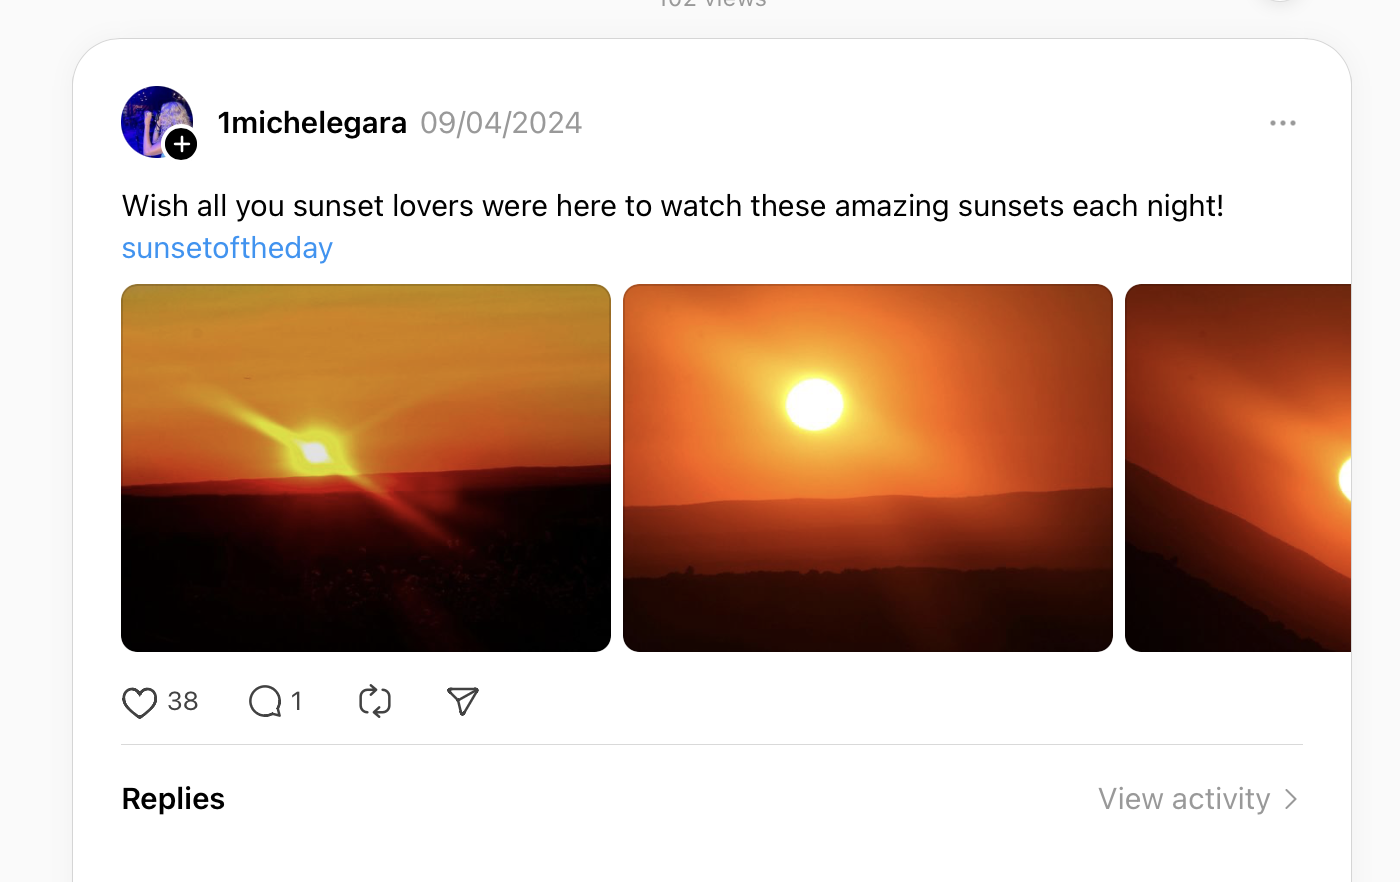 102 views
1michelegara 09/04/2024
Wish all you sunset lovers were here to watch these amazing sunsets each night!
sunsetoftheday
38 1
Replies View activity